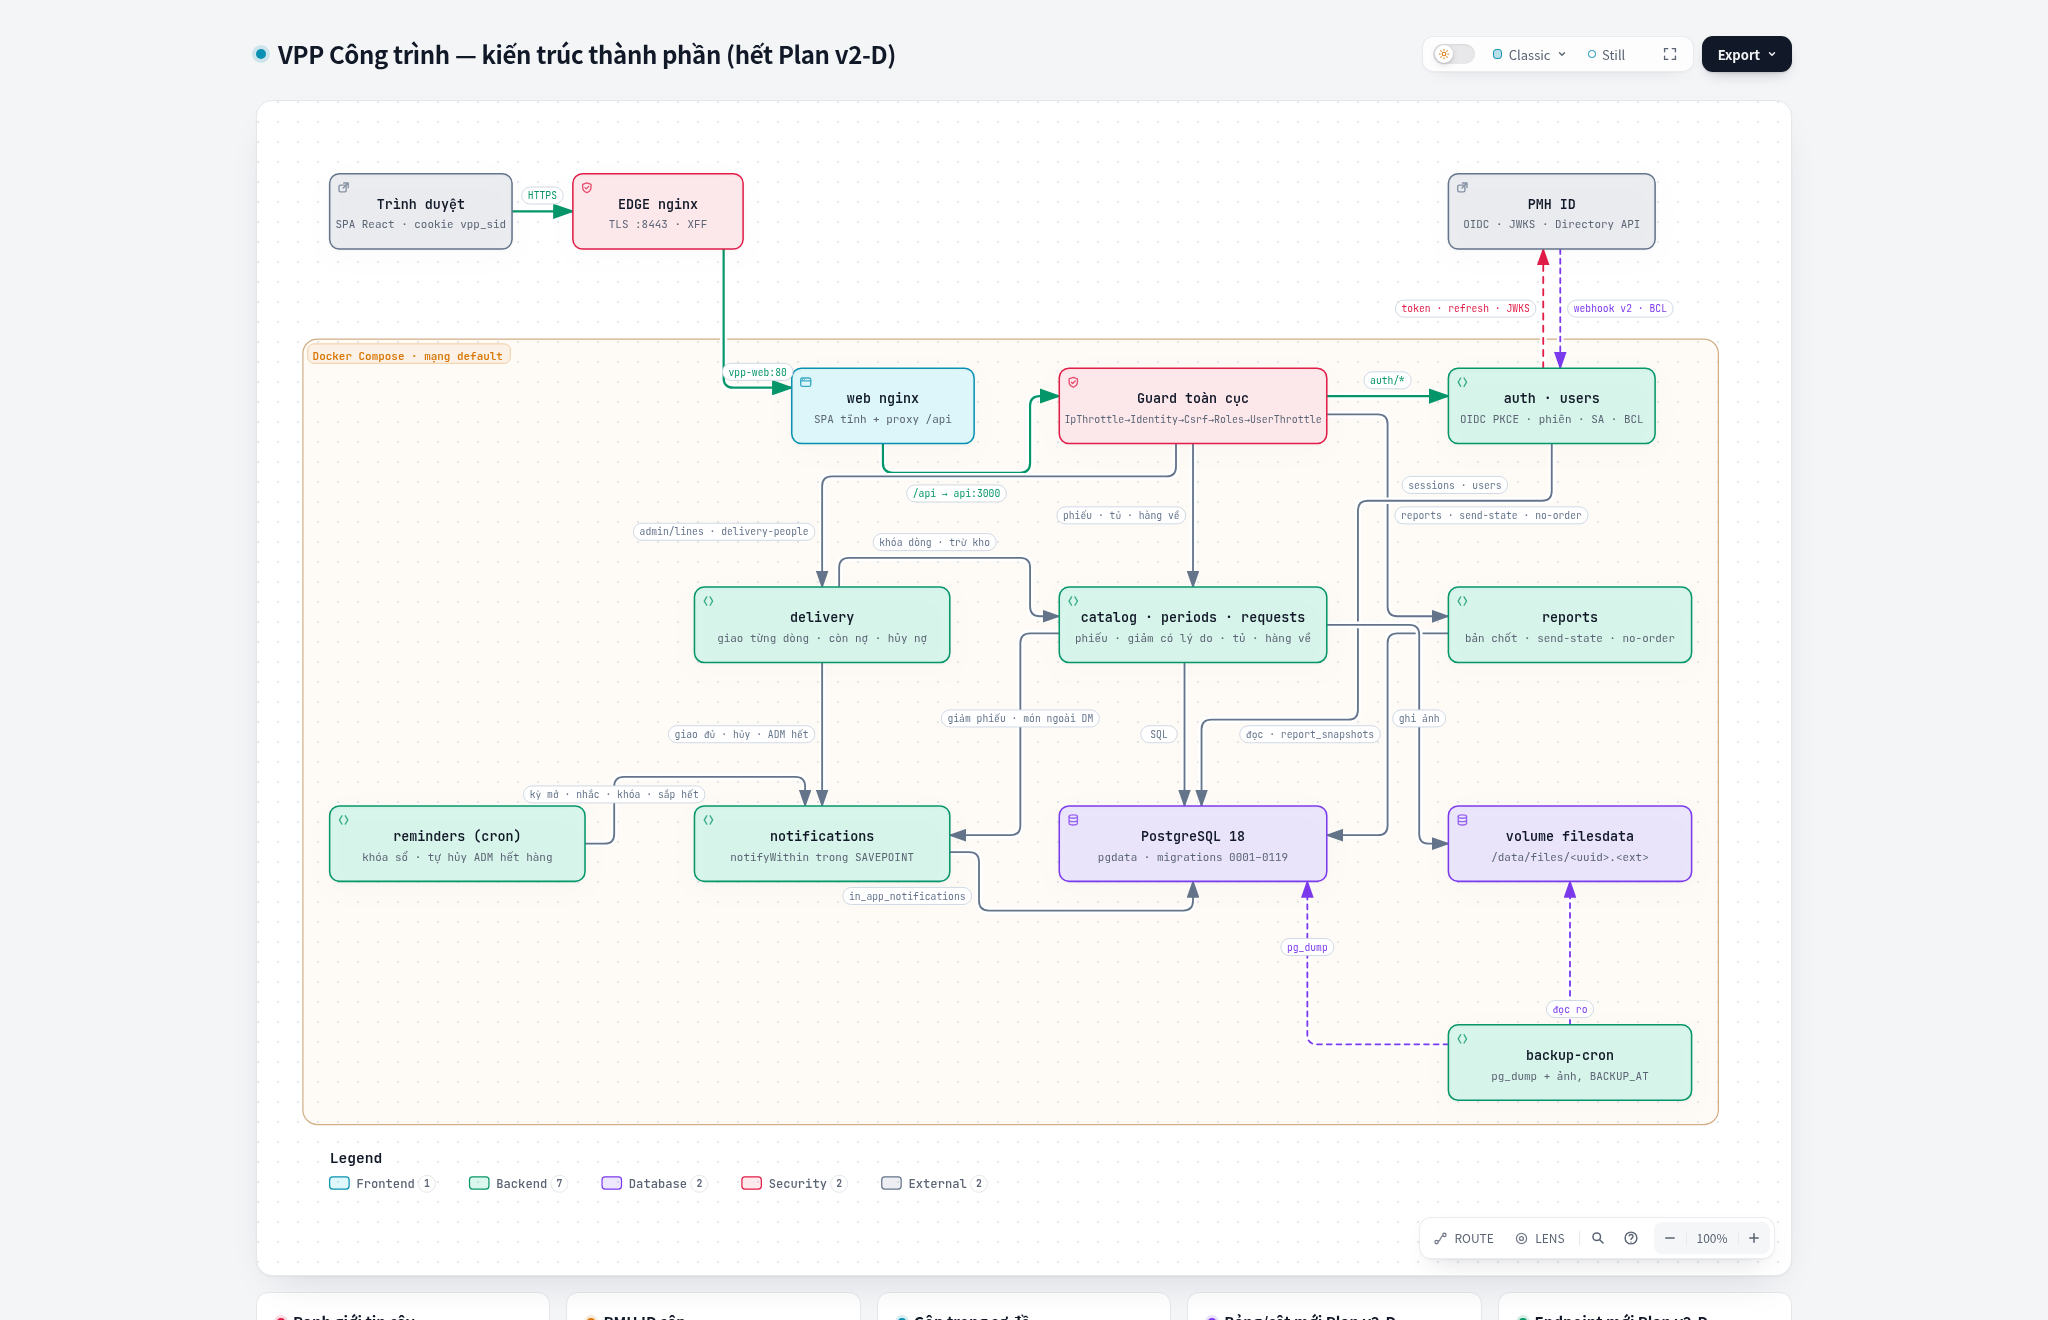 VPP Công trình — kiến trúc thành phần (hết Plan v2-D)
Classic
Still
Export
Trình duyệt
SPA React · cookie vpp_sid
HTTPS
EDGE nginx
TLS :8443 · XFF
PMH ID
OIDC · JWKS · Directory API
token · refresh · JWKS
webhook v2 · BCL
Docker Compose · mạng default
vpp-web:80
web nginx
SPA tĩnh + proxy /api
Guard toàn cục
IpThrottle→Identity→Csrf→Roles→UserThrottle
auth/*
auth · users
OIDC PKCE · phiên · SA · BCL
/api → api:3000
sessions · users
phiếu · tủ · hàng về
reports · send-state · no-order
admin/lines · delivery-people
khóa dòng · trừ kho
delivery
giao từng dòng · còn nợ · hủy nợ
catalog · periods · requests
phiếu · giảm có lý do · tủ · hàng về
reports
bản chốt · send-state · no-order
giao đủ · hủy · ADM hết
giảm phiếu · món ngoài DM
SQL
đọc · report_snapshots
ghi ảnh
kỳ mở · nhắc · khóa · sắp hết
reminders (cron)
khóa sổ · tự hủy ADM hết hàng
notifications
notifyWithin trong SAVEPOINT
PostgreSQL 18
pgdata · migrations 0001–0119
volume filesdata
/data/files/<uuid>.<ext>
in_app_notifications
pg_dump
đọc ro
backup-cron
pg_dump + ảnh, BACKUP_AT
Legend
Frontend 1
Backend 7
Database 2
Security 2
External 2
ROUTE
LENS
100%